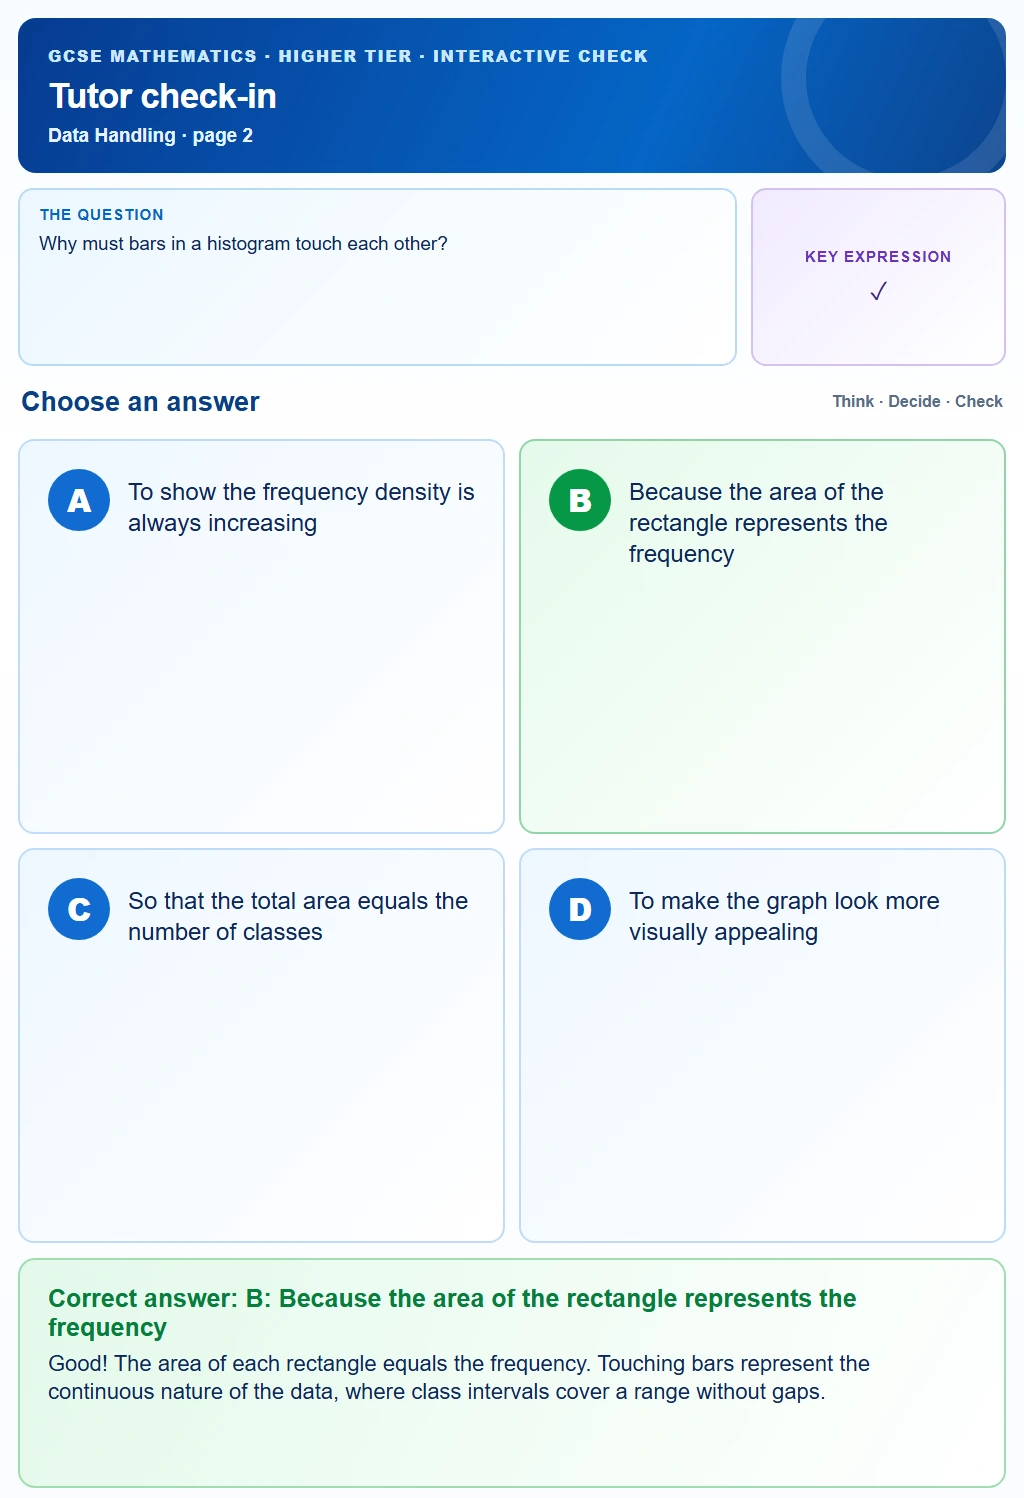 GCSE MATHEMATICS · HIGHER TIER · INTERACTIVE CHECK
Tutor check-in
Data Handling · page 2
THE QUESTION
Why must bars in a histogram touch each other?
KEY EXPRESSION
✓
Choose an answer
Think · Decide · Check
A
To show the frequency density is
always increasing
B
Because the area of the
rectangle represents the
frequency
C
So that the total area equals the
number of classes
D
To make the graph look more
visually appealing
Correct answer: B: Because the area of the rectangle represents the
frequency
Good! The area of each rectangle equals the frequency. Touching bars represent the
continuous nature of the data, where class intervals cover a range without gaps.